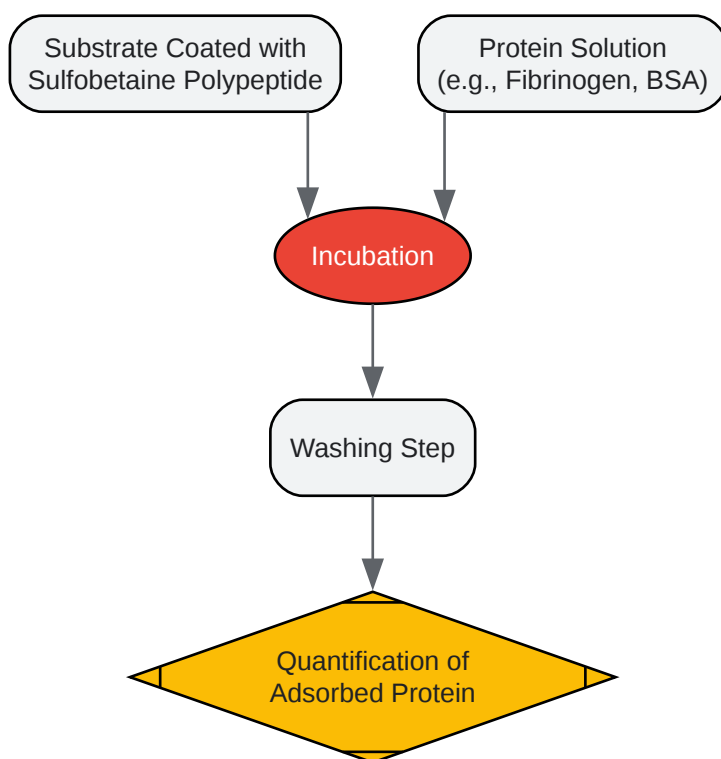 Substrate Coated with
Sulfobetaine Polypeptide
Protein Solution
(e.g., Fibrinogen, BSA)
Incubation
Washing Step
Quantification of
Adsorbed Protein